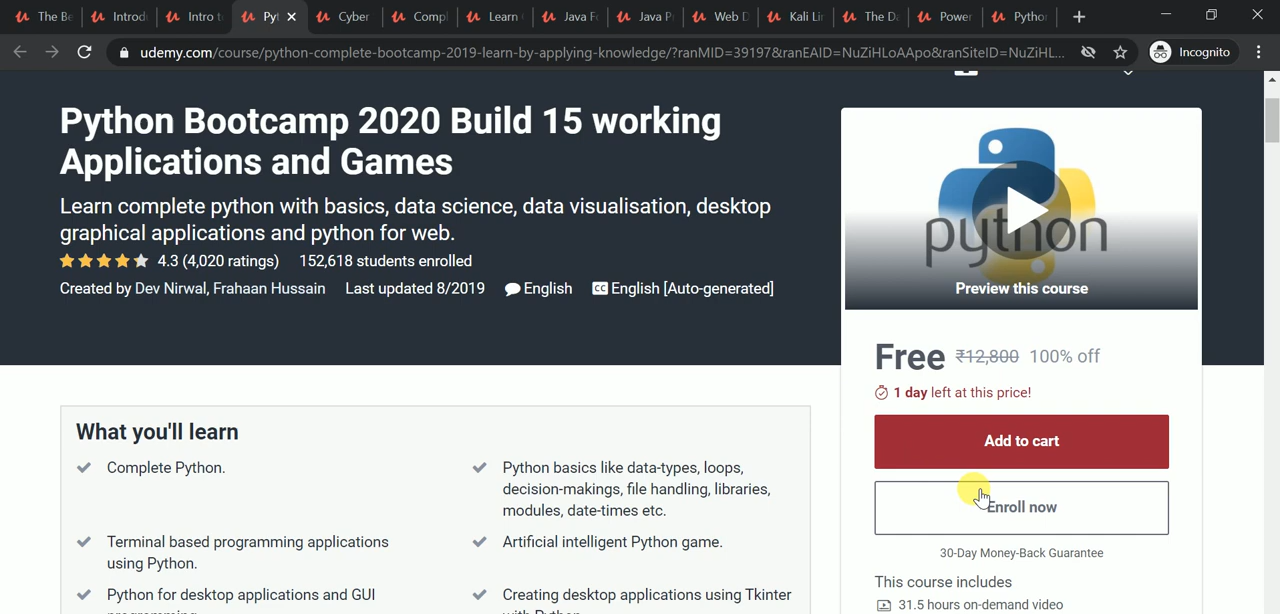 The Be
Introdu
Intro t
Pyt
Cyber
Compl
Learn
Java F
Java P
Web D
Kali Li
The Da
Power
Python
udemy.com/course/python-complete-bootcamp-2019-learn-by-applying-knowledge/?ranMID=39197&ranEAID=NuZiHLoAApo&ranSiteID=NuZiHL...
Incognito
Python Bootcamp 2020 Build 15 working
Applications and Games
Learn complete python with basics, data science, data visualisation, desktop
graphical applications and python for web.
4.3 (4,020 ratings) 152,618 students enrolled
Created by Dev Nirwal, Frahaan Hussain Last updated 8/2019 English CC English [Auto-generated]
python
Preview this course
Free ₹12,800 100% off
1 day left at this price!
Add to cart
Enroll now
30-Day Money-Back Guarantee
This course includes
31.5 hours on-demand video
What you'll learn
Complete Python.
Python basics like data-types, loops,
decision-makings, file handling, libraries,
modules, date-times etc.
Terminal based programming applications
using Python.
Artificial intelligent Python game.
Python for desktop applications and GUI
Creating desktop applications using Tkinter